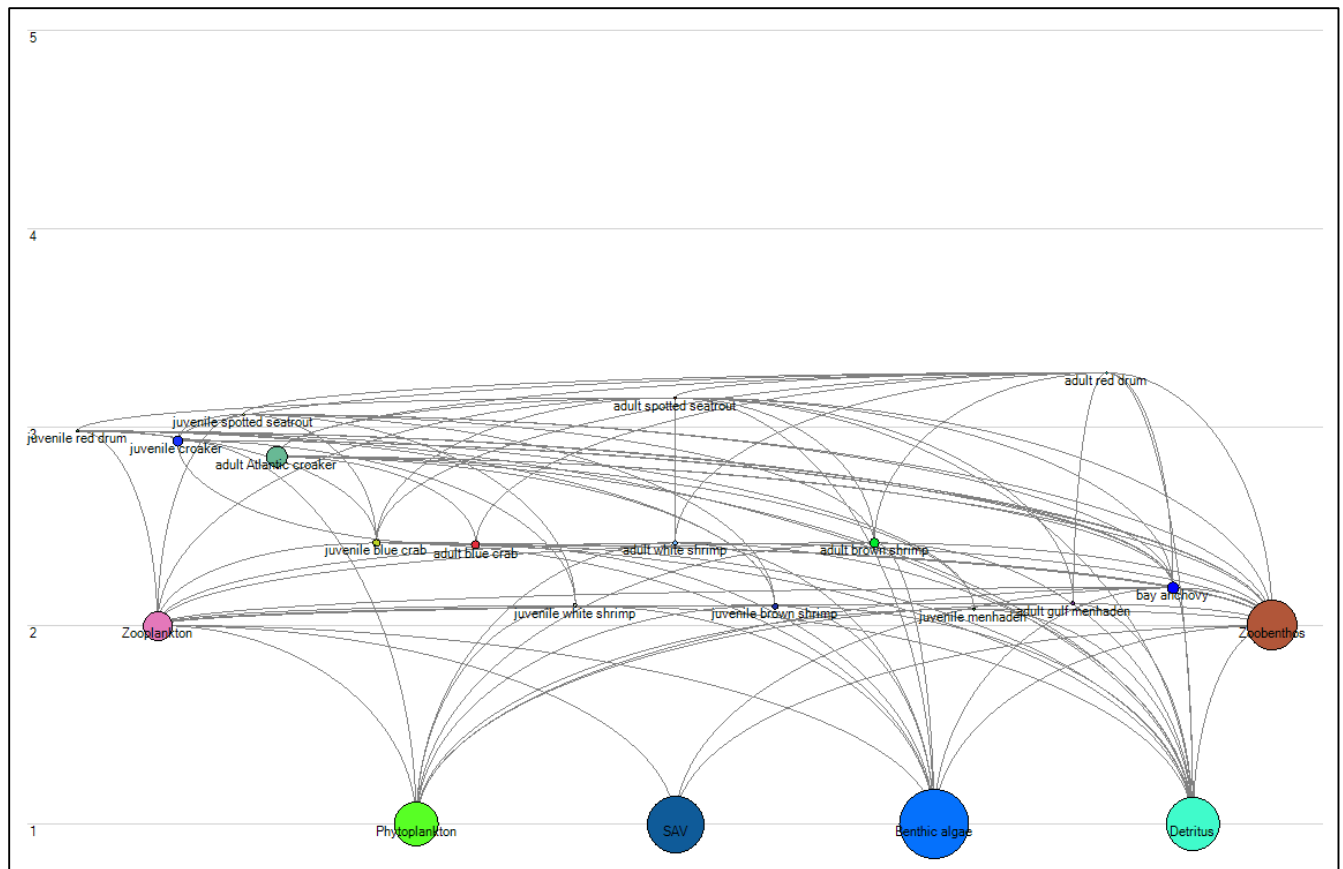 5
4
adult red drum
adult spotted seatrout
juvenile spotted seatrout
3
juvenile red drum
juvenile croaker
adult Atlantic croaker
juvenile blue crab
adult blue crab
adult white shrimp
adult brown shrimp
bay anchovy
juvenile white shrimp
juvenile brown shrimp
juvenile menhaden
adult gulf menhaden
2
Zooplankton
Zoobenthos
1
Phytoplankton
SAV
Benthic algae
Detritus